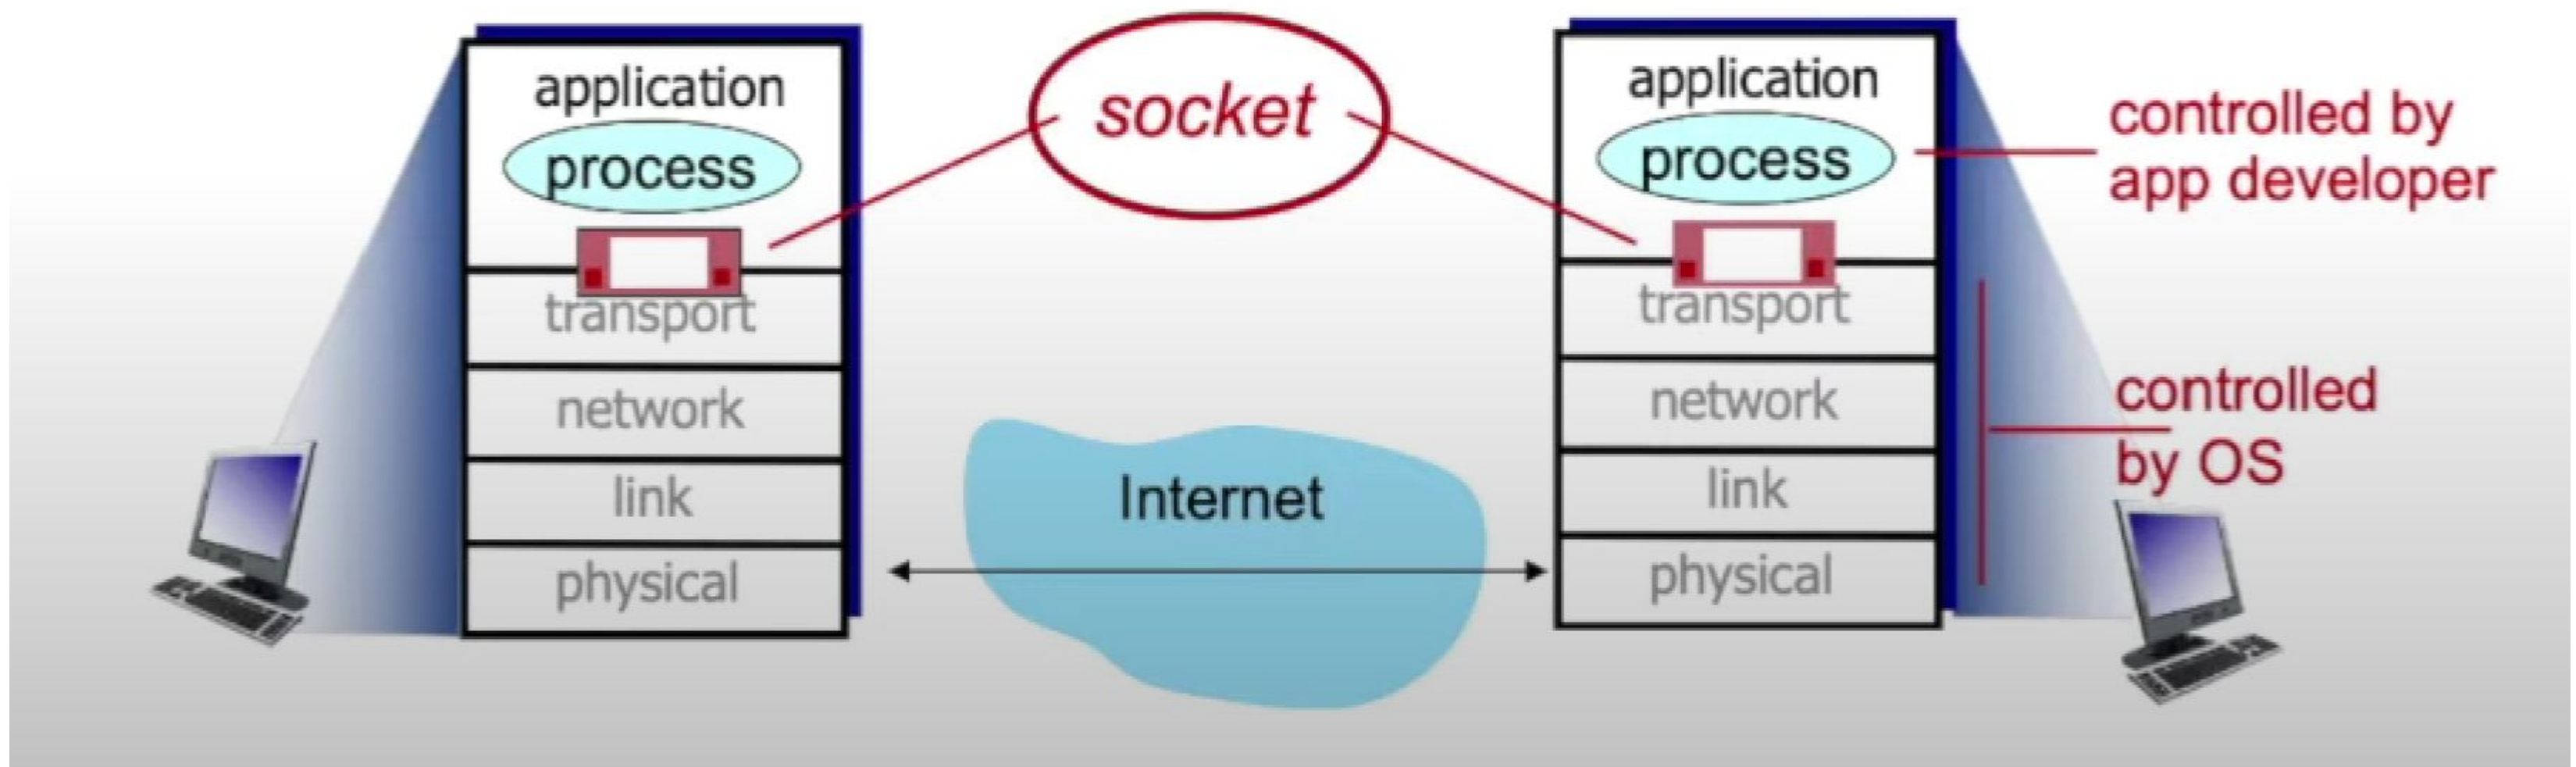 application
process
transport
network
link
physical
socket
Internet
application
process
transport
network
link
physical
controlled by
app developer
controlled
by OS